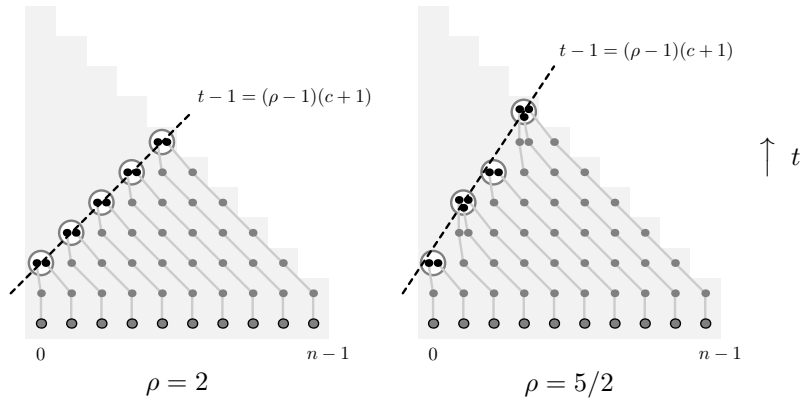 t − 1 = (ρ − 1)(c + 1)
0
n − 1
ρ = 2
t − 1 = (ρ − 1)(c + 1)
0
n − 1
ρ = 5/2
↑ t